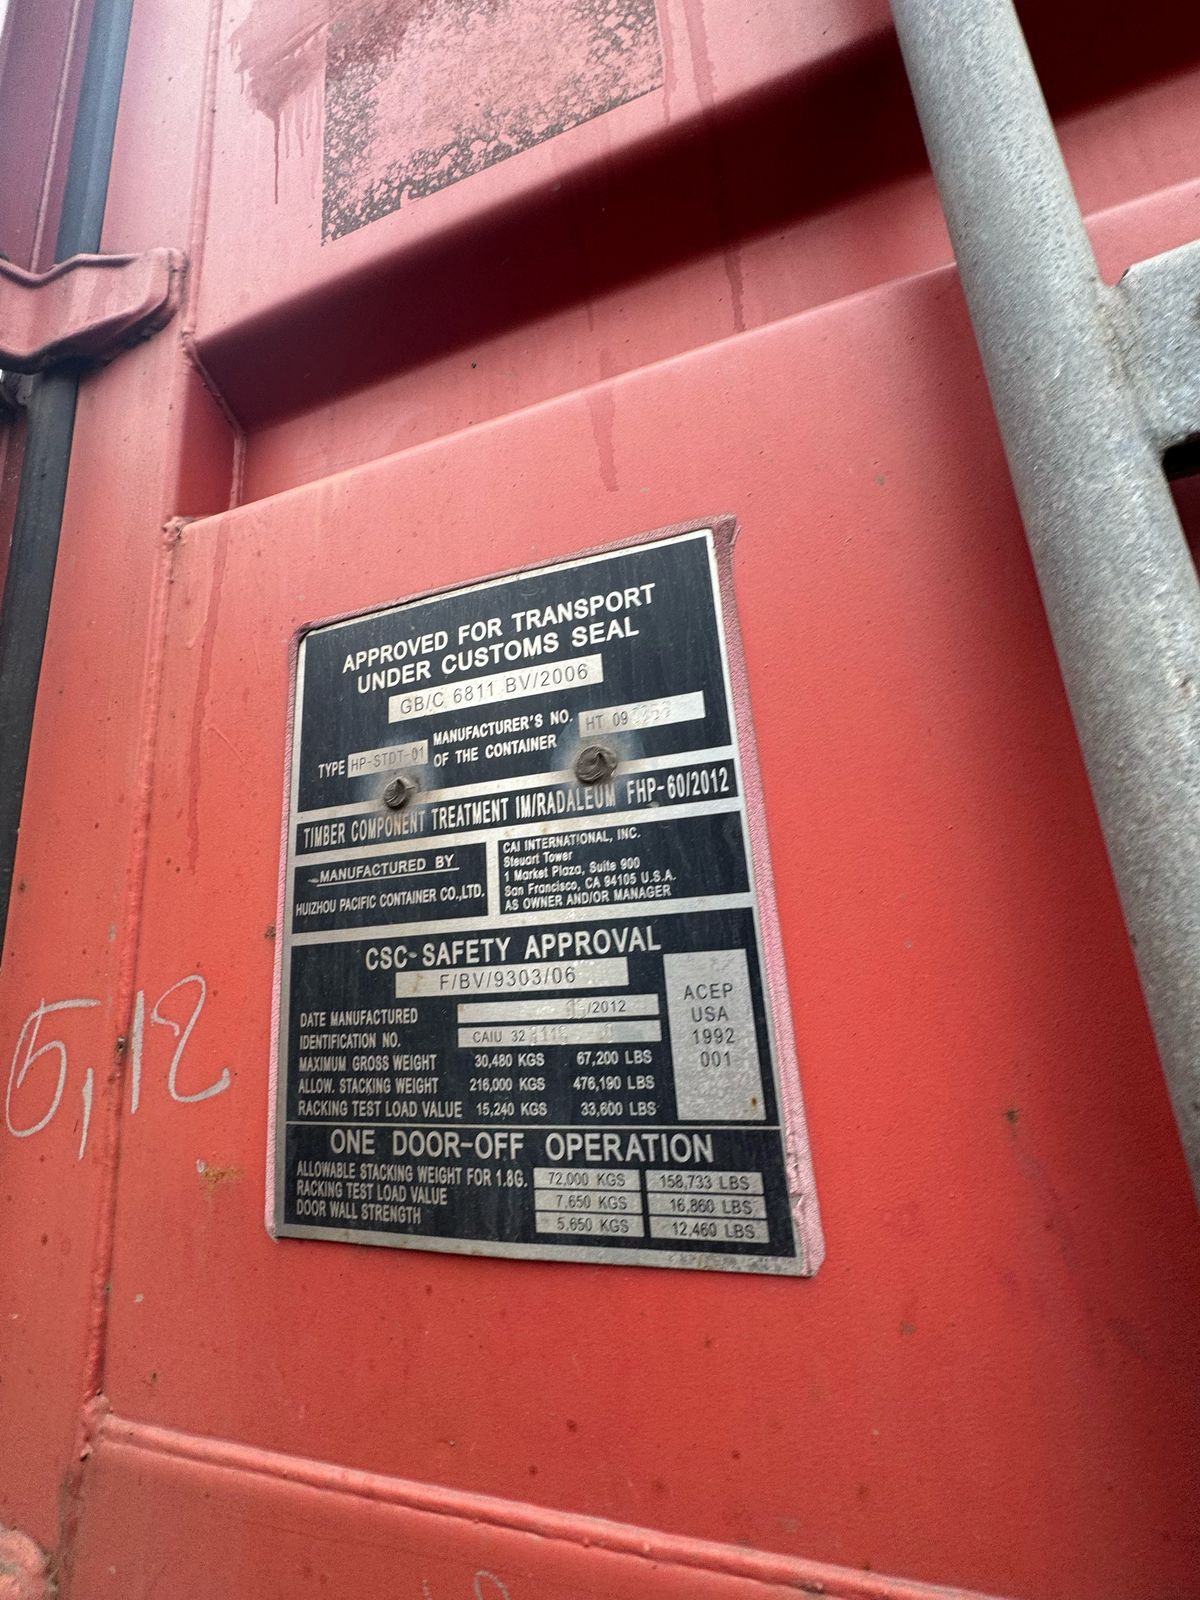 APPROVED FOR TRANSPORT
UNDER CUSTOMS SEAL
GB/C 6811 BV/2006
TYPE HP-STDT-01
MANUFACTURER'S NO.
OF THE CONTAINER
HT 09
TIMBER COMPONENT TREATMENT IM/RADALEUM FHP-60/2012
MANUFACTURED BY
HUIZHOU PACIFIC CONTAINER CO.,LTD.
CAI INTERNATIONAL, INC.
Steuart Tower
1 Market Plaza, Suite 900
San Francisco, CA 94105 U.S.A.
AS OWNER AND/OR MANAGER
CSC-SAFETY APPROVAL
F/BV/9303/06
DATE MANUFACTURED /2012
IDENTIFICATION NO. CAIU 32
MAXIMUM GROSS WEIGHT 30,480 KGS 67,200 LBS
ALLOW. STACKING WEIGHT 216,000 KGS 476,190 LBS
RACKING TEST LOAD VALUE 15,240 KGS 33,600 LBS
ACEP
USA
1992
001
ONE DOOR-OFF OPERATION
ALLOWABLE STACKING WEIGHT FOR 1.8G. 72,000 KGS 158,733 LBS
RACKING TEST LOAD VALUE 7,650 KGS 16,860 LBS
DOOR WALL STRENGTH 5,650 KGS 12,460 LBS
5,12